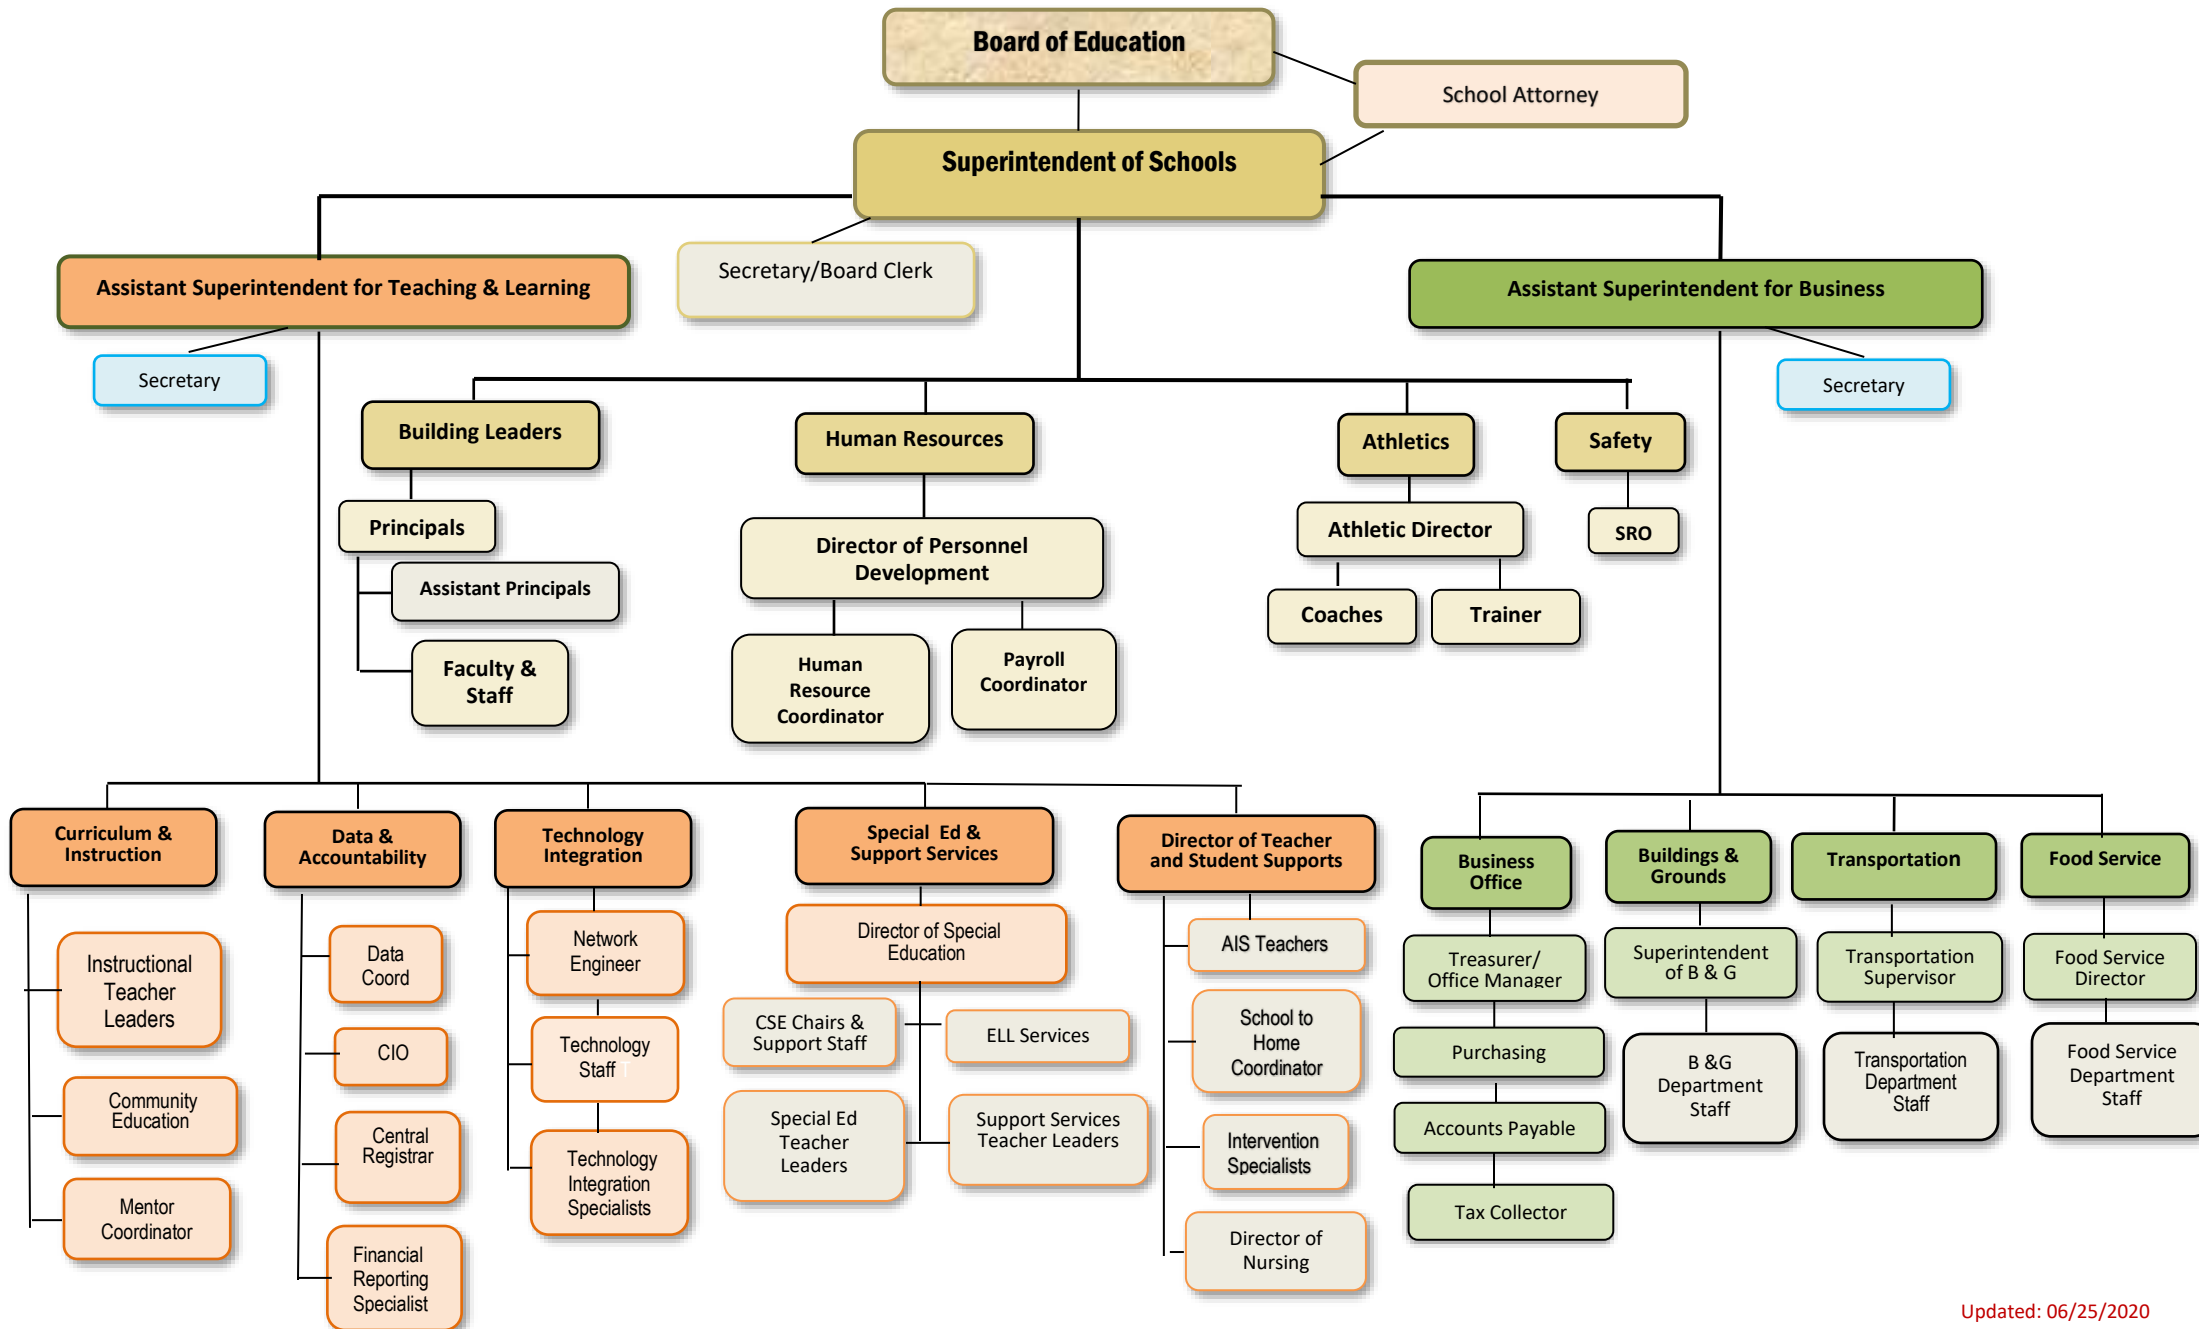 Board of Education
School Attorney
Superintendent of Schools
Assistant Superintendent for Teaching & Learning
Secretary/Board Clerk
Assistant Superintendent for Business
Secretary
Secretary
Building Leaders
Human Resources
Athletics
Safety
Principals
Director of Personnel
Development
Athletic Director
SRO
Assistant Principals
Coaches
Trainer
Faculty &
Staff
Human
Resource
Coordinator
Payroll
Coordinator
Curriculum &
Instruction
Data &
Accountability
Technology
Integration
Special Ed &
Support Services
Director of Teacher
and Student Supports
Business
Office
Buildings &
Grounds
Transportation
Food Service
Instructional
Teacher
Leaders
Community
Education
Mentor
Coordinator
Data
Coord
CIO
Central
Registrar
Financial
Reporting
Specialist
Network
Engineer
Technology
Staff T
Technology
Integration
Specialists
Director of Special
Education
CSE Chairs &
Support Staff
ELL Services
Special Ed
Teacher
Leaders
Support Services
Teacher Leaders
AIS Teachers
School to
Home
Coordinator
Intervention
Specialists
Director of
Nursing
Treasurer/
Office Manager
Purchasing
Accounts Payable
Tax Collector
Superintendent
of B & G
B &G
Department
Staff
Transportation
Supervisor
Transportation
Department
Staff
Food Service
Director
Food Service
Department
Staff
Updated: 06/25/2020